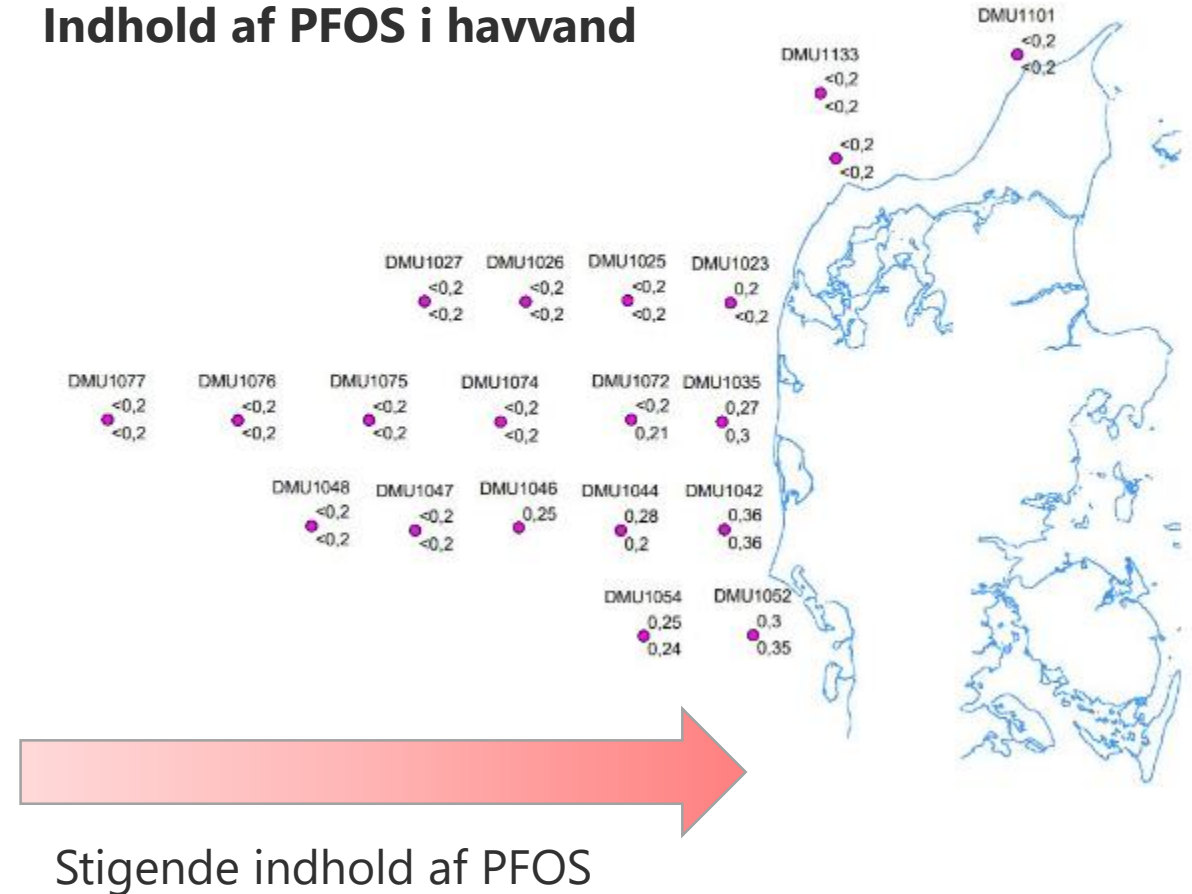 Indhold af PFOS i havvand
DMU1101
<0,2
<0,2
DMU1133
<0,2
<0,2
<0,2
<0,2
DMU1027
<0,2
<0,2
DMU1026
<0,2
<0,2
DMU1025
<0,2
<0,2
DMU1023
0,2
<0,2
DMU1077
<0,2
<0,2
DMU1076
<0,2
<0,2
DMU1075
<0,2
<0,2
DMU1074
<0,2
<0,2
DMU1072
<0,2
0,21
DMU1035
0,27
0,3
DMU1048
<0,2
<0,2
DMU1047
<0,2
<0,2
DMU1046
0,25
DMU1044
0,28
0,2
DMU1042
0,36
0,36
DMU1054
0,25
0,24
DMU1052
0,3
0,35
Stigende indhold af PFOS